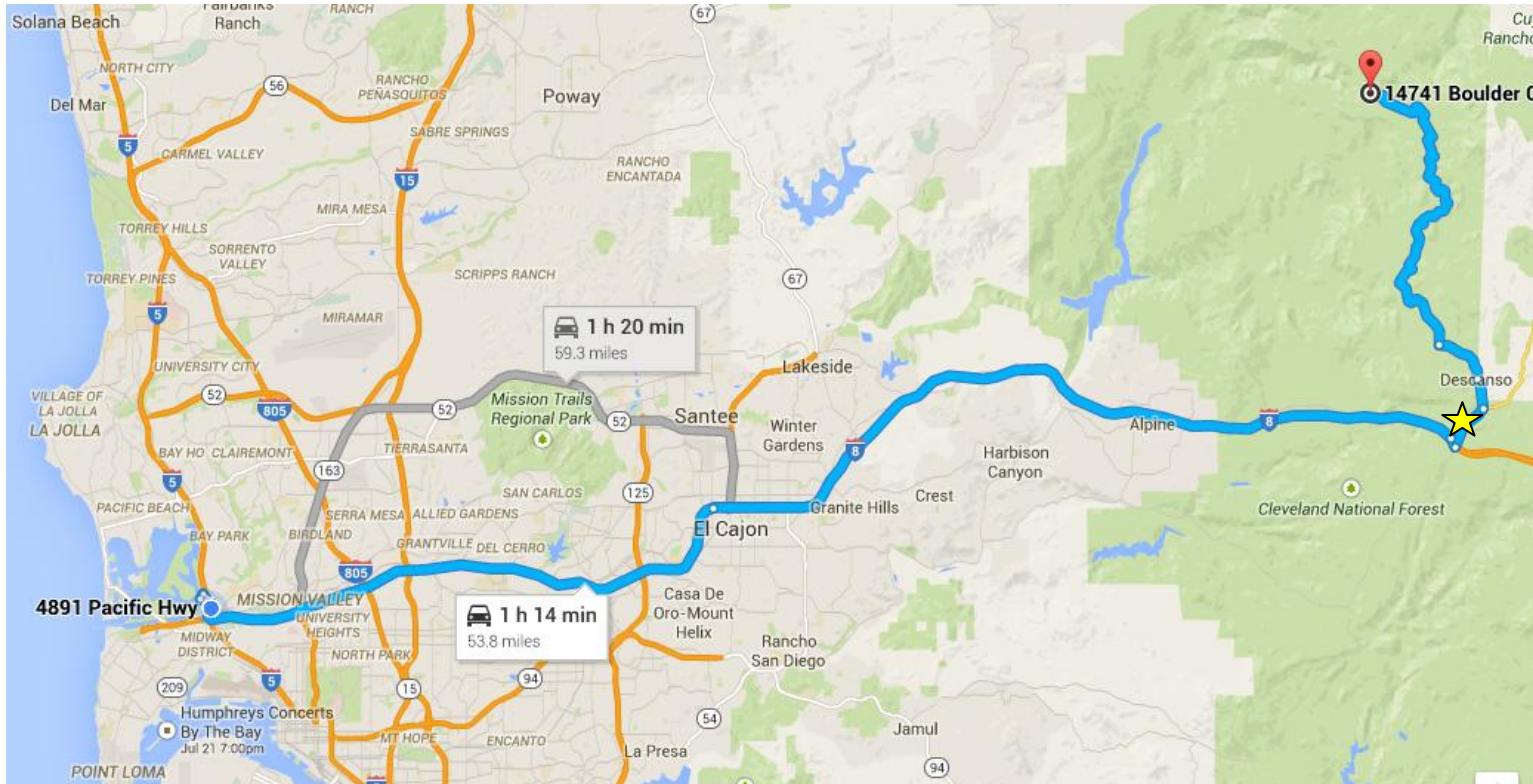 Solana Beach
Fairbanks
Ranch
RANCH
67
Cu
Rancho
NORTH CITY
56
RANCHO
PEÑASQUITOS
Poway
14741 Boulder C
Del Mar
SABRE SPRINGS
5
CARMEL VALLEY
RANCHO
ENCANTADA
15
MIRA MESA
TORREY HILLS
SORRENTO
VALLEY
TORREY PINES
SCRIPPS RANCH
67
5
MIRAMAR
1 h 20 min
59.3 miles
UNIVERSITY CITY
Lakeside
Descanso
VILLAGE OF
LA JOLLA
LA JOLLA
52
805
52
Mission Trails
Regional Park
52
Santee
Winter
Gardens
Alpine
8
8
BAY HO
CLAIREMONT
TIERRASANTA
163
Harbison
Canyon
5
SAN CARLOS
125
Crest
PACIFIC BEACH
SERRA MESA
ALLIED GARDENS
Granite Hills
Cleveland National Forest
BAY PARK
BIRDLAND
GRANTVILLE
DEL CERRO
El Cajon
805
4891 Pacific Hwy
MISSION VALLEY
1 h 14 min
53.8 miles
Casa De
Oro-Mount
Helix
UNIVERSITY
HEIGHTS
MIDWAY
DISTRICT
NORTH PARK
Rancho
San Diego
209
5
15
94
Humphreys Concerts
By The Bay
Jul 21 7:00pm
54
Jamul
MT HOPE
ENCANTO
La Presa
94
POINT LOMA